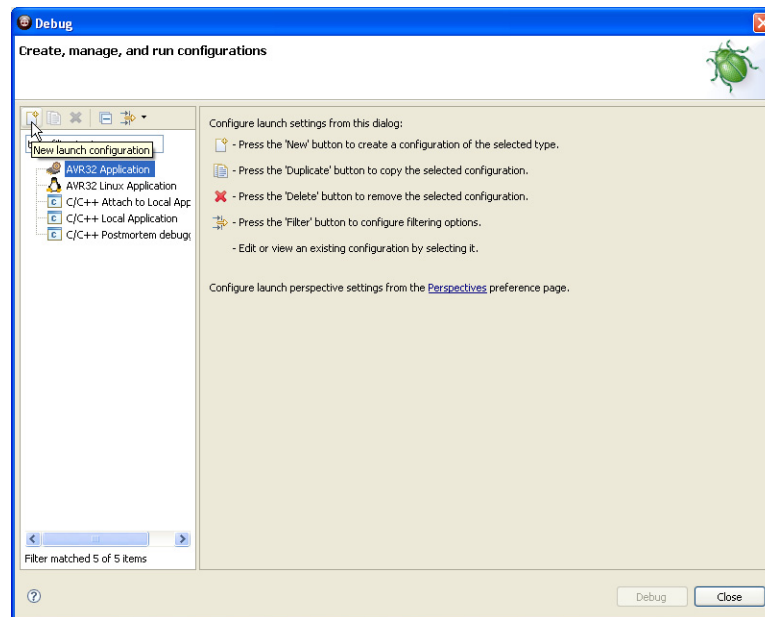 Debug
Create, manage, and run configurations
New launch configuration
AVR32 Application
AVR32 Linux Application
C/C++ Attach to Local App
C/C++ Local Application
C/C++ Postmortem debug
Filter matched 5 of 5 items
Configure launch settings from this dialog:
- Press the 'New' button to create a configuration of the selected type.
- Press the 'Duplicate' button to copy the selected configuration.
- Press the 'Delete' button to remove the selected configuration.
- Press the 'Filter' button to configure filtering options.
- Edit or view an existing configuration by selecting it.
Configure launch perspective settings from the Perspectives preference page.
Debug
Close